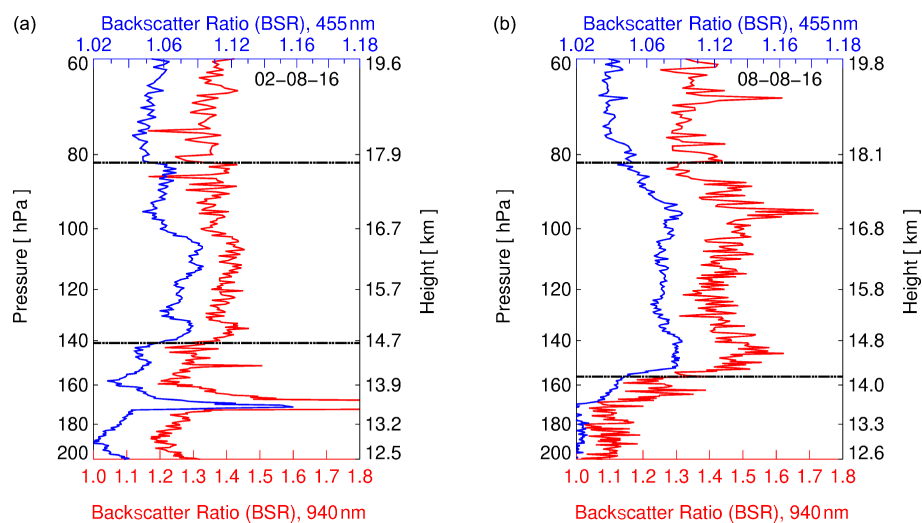 (a)
Backscatter Ratio (BSR), 455 nm
1.02 1.06 1.12 1.16 1.18
02-08-16
Pressure [ hPa]
60
80
100
120
140
160
180
200
19.6
17.9
16.7
15.7
14.7
13.9
13.2
12.5
Height [ km]
1.0 1.1 1.2 1.3 1.4 1.5 1.6 1.7 1.8
Backscatter Ratio (BSR), 940 nm
(b)
Backscatter Ratio (BSR), 455 nm
1.02 1.06 1.12 1.16 1.18
08-08-16
Pressure [ hPa]
60
80
100
120
140
160
180
200
19.8
18.1
16.8
15.8
14.8
14.0
13.3
12.6
Height [ km]
1.0 1.1 1.2 1.3 1.4 1.5 1.6 1.7 1.8
Backscatter Ratio (BSR), 940 nm